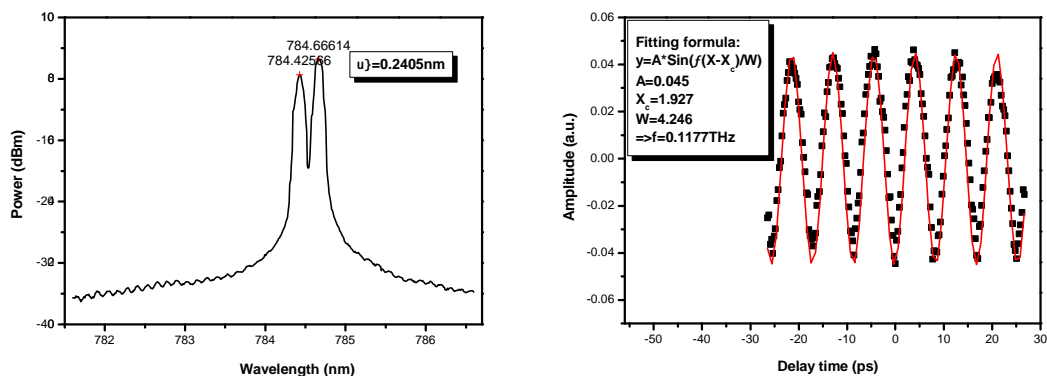 10
0
-10
-20
-30
-40
Power (dBm)
784.66614
784.42566
u}=0.2405nm
782 783 784 785 786
Wavelength (nm)
0.06
0.04
0.02
0.00
-0.02
-0.04
-0.06
Amplitude (a.u.)
Fitting formula:
y=A*Sin(ƒ(X-Xc)/W)
A=0.045
Xc=1.927
W=4.246
=>f=0.1177THz
-50 -40 -30 -20 -10 0 10 20 30
Delay time (ps)